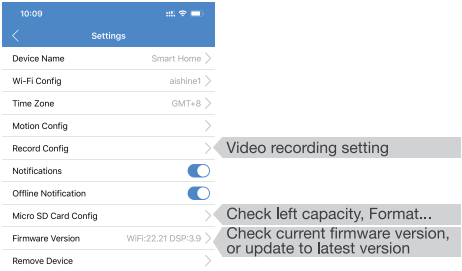 10:09
Settings
Device Name Smart Home
Wi-Fi Config aishine1
Time Zone GMT+8
Motion Config
Record Config Video recording setting
Notifications
Offline Notification
Micro SD Card Config Check left capacity, Format...
Firmware Version WiFi:22.21 DSP:3.9 Check current firmware version,
or update to latest version
Remove Device